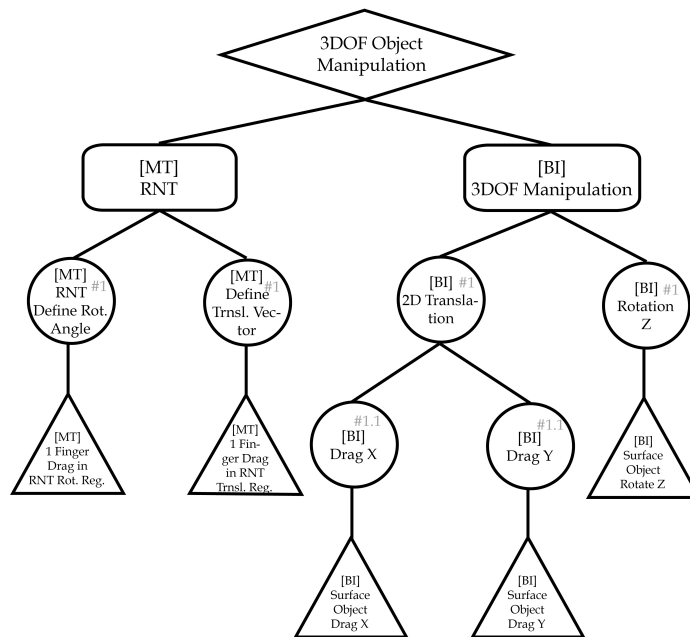 3DOF Object
Manipulation
[MT]
RNT
[BI]
3DOF Manipulation
[MT]
RNT #1
Define Rot.
Angle
[MT]
#1
Define
Trnsl. Vec-
tor
[BI] #1
2D Transla-
tion
[BI] #1
Rotation
Z
[MT]
1 Finger
Drag in
RNT Rot. Reg.
[MT]
1 Fin-
ger Drag
in RNT
Trnsl. Reg.
#1.1
[BI]
Drag X
#1.1
[BI]
Drag Y
[BI]
Surface
Object
Rotate Z
[BI]
Surface
Object
Drag X
[BI]
Surface
Object
Drag Y